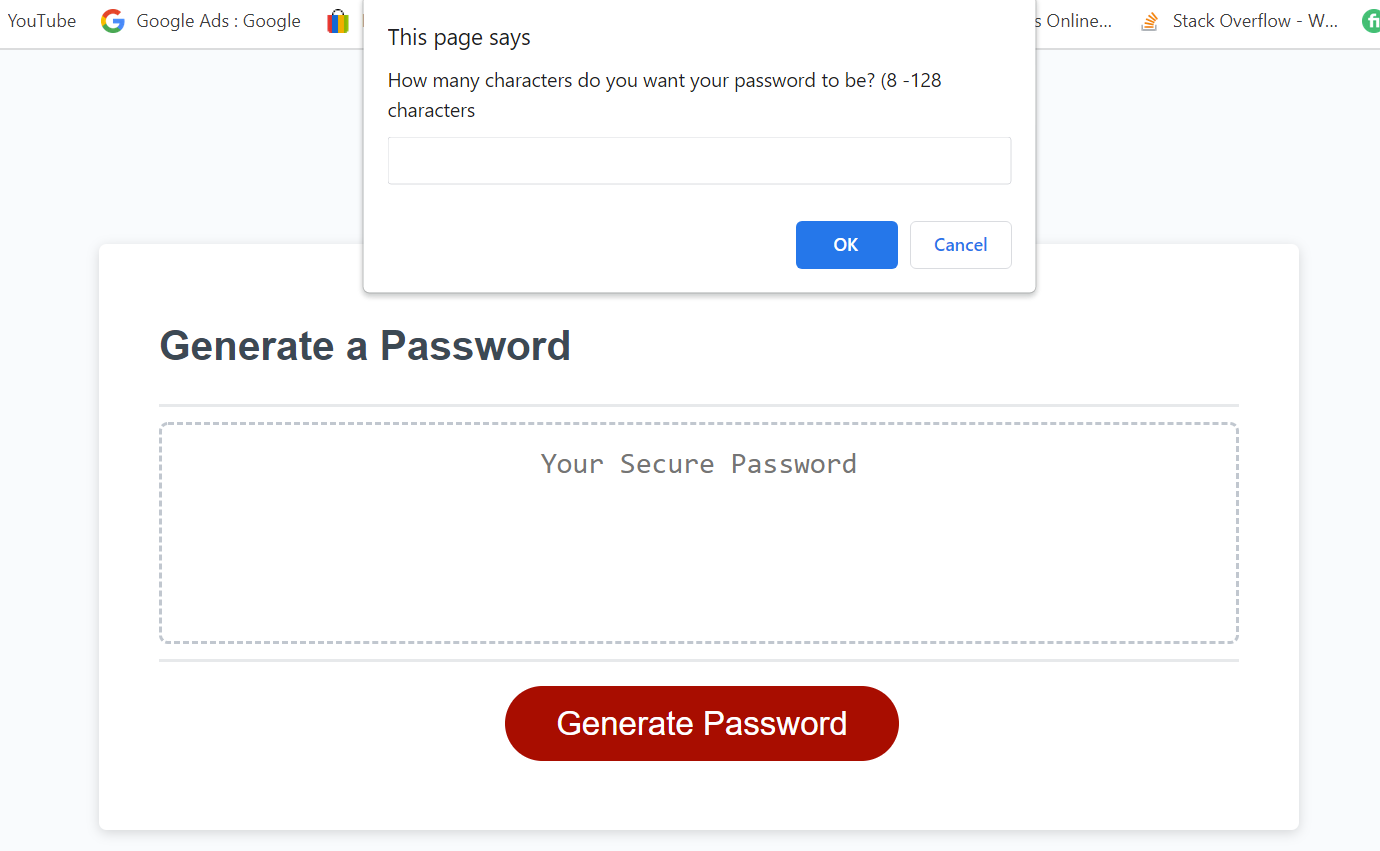 YouTube Google Ads : Google s Online... Stack Overflow - W... fi
This page says
How many characters do you want your password to be? (8 -128
characters
OK Cancel
Generate a Password
Your Secure Password
Generate Password